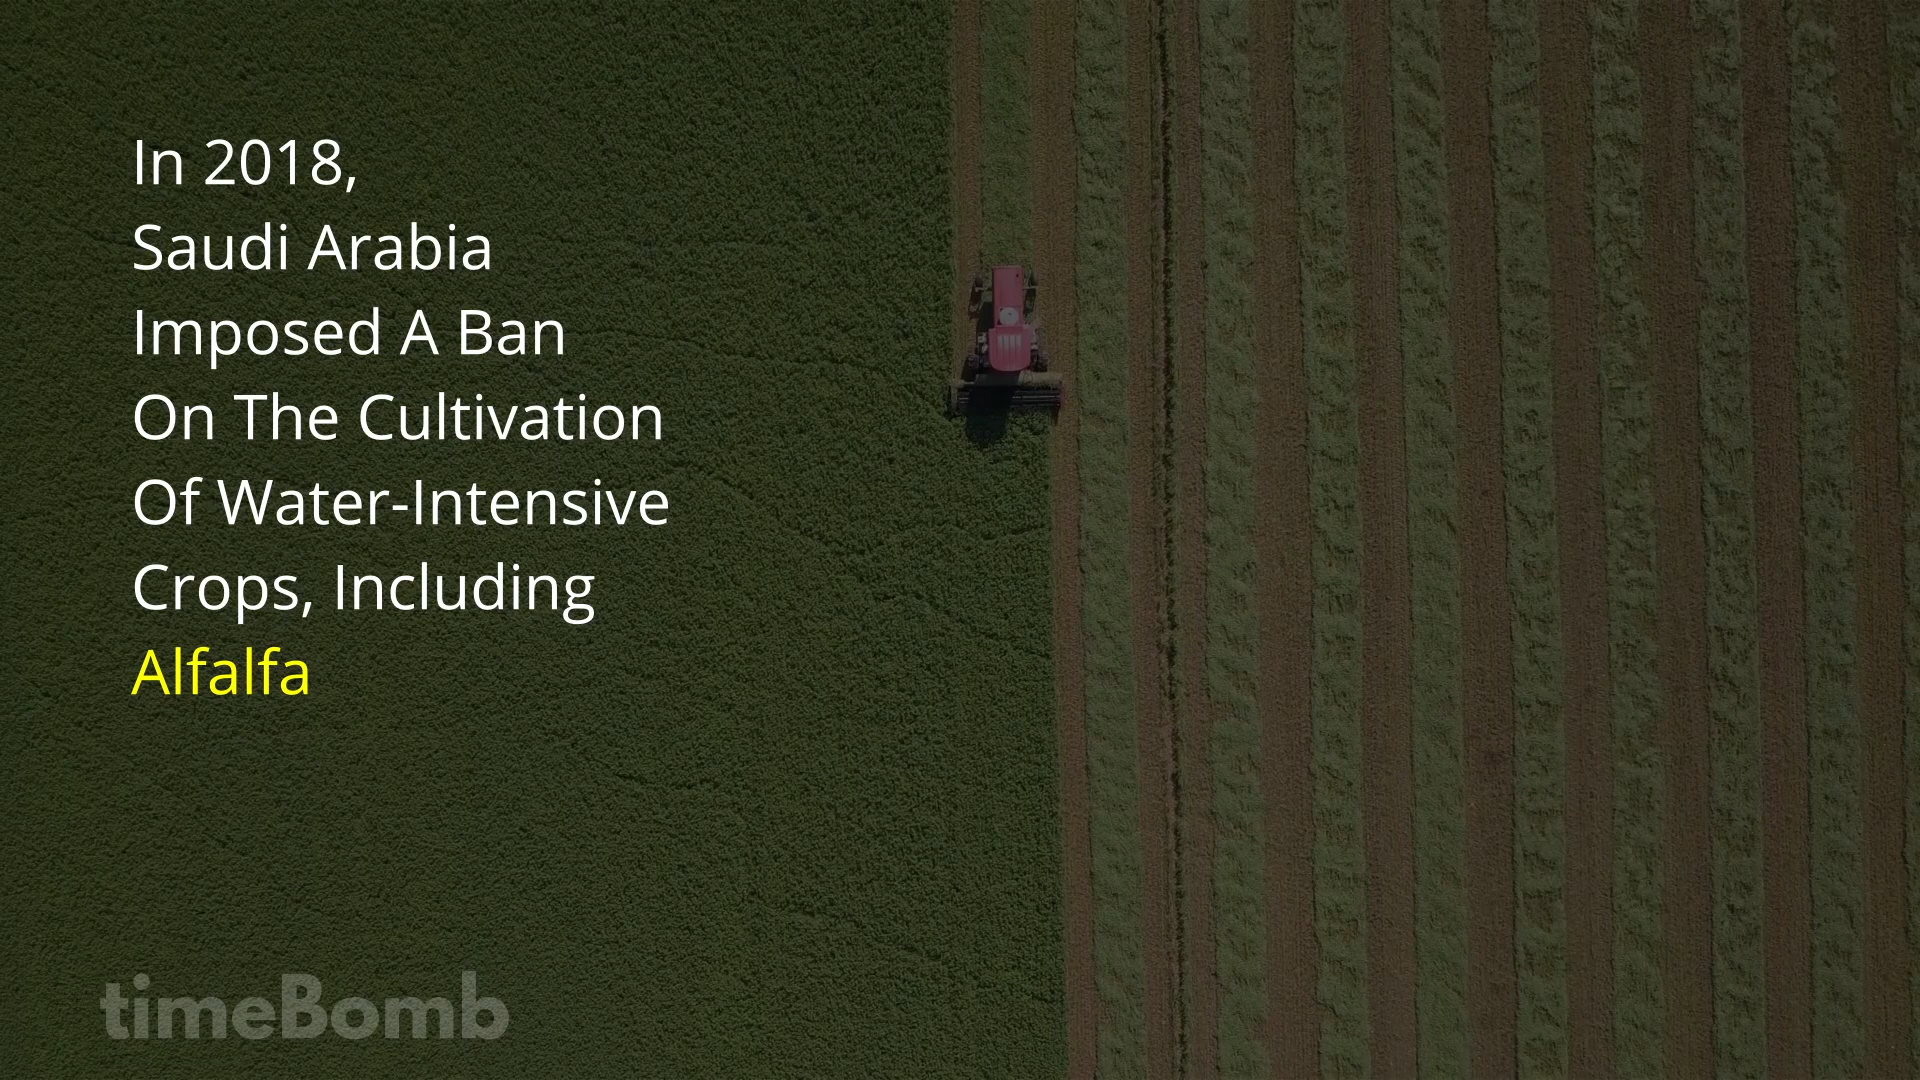 In 2018,
Saudi Arabia
Imposed A Ban
On The Cultivation
Of Water-Intensive
Crops, Including
Alfalfa
timeBomb